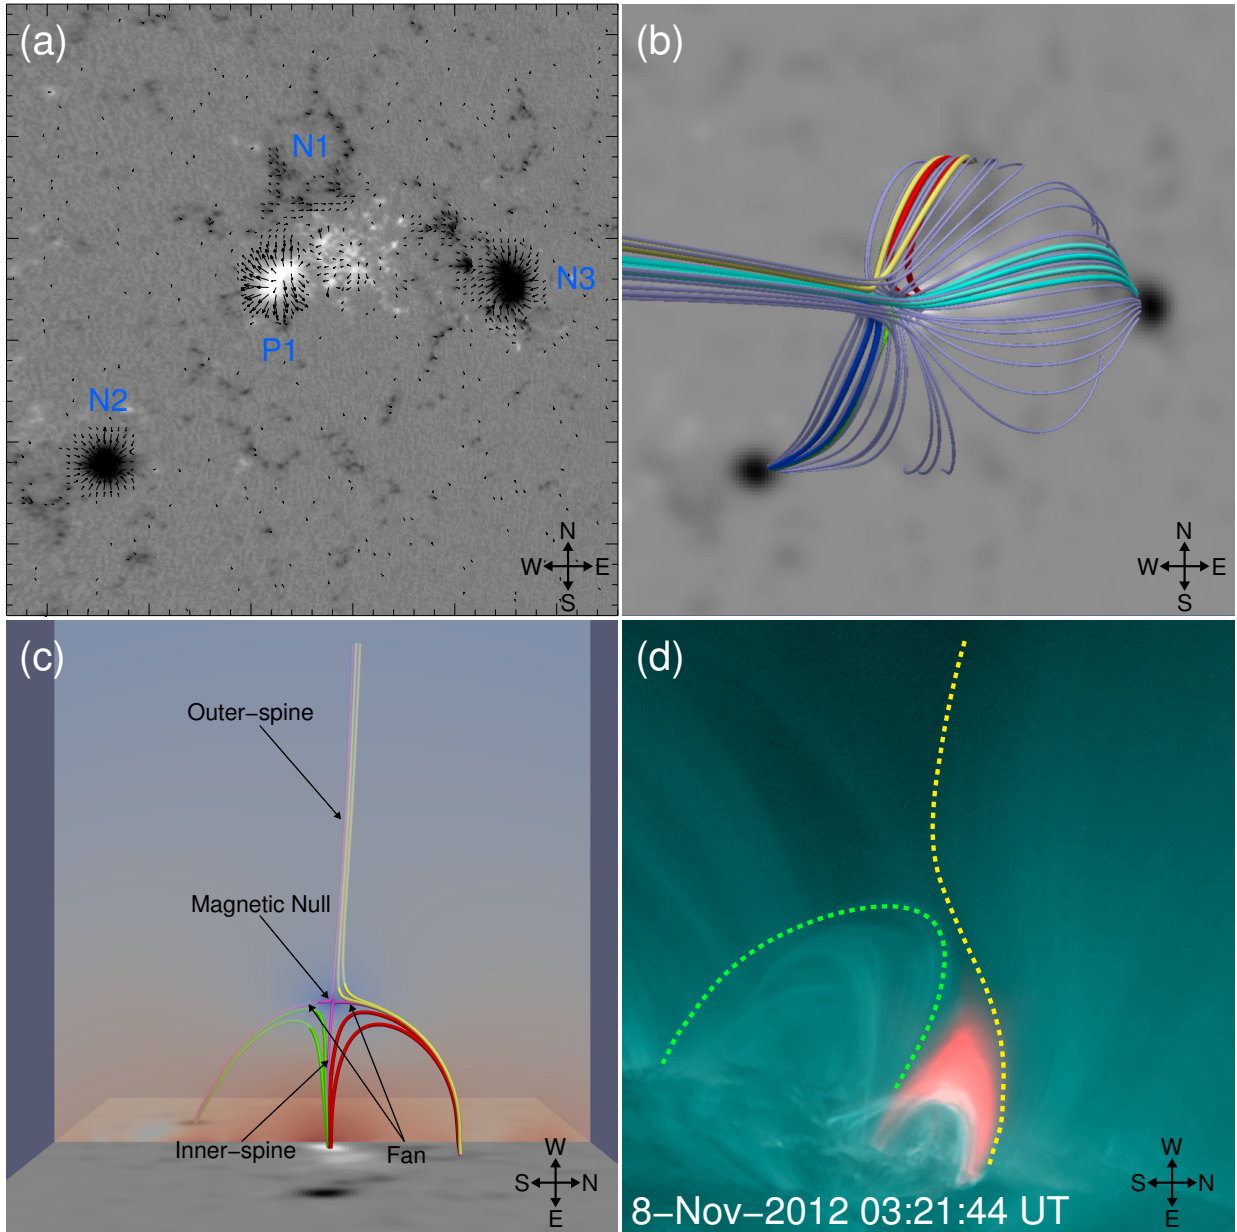 (a)
N1
N3
P1
N2
N
W E
S
(b)
N
W E
S
(c)
Outer−spine
Magnetic Null
Inner−spine
Fan
W
S N
E
(d)
8−Nov−2012 03:21:44 UT
W
S N
E